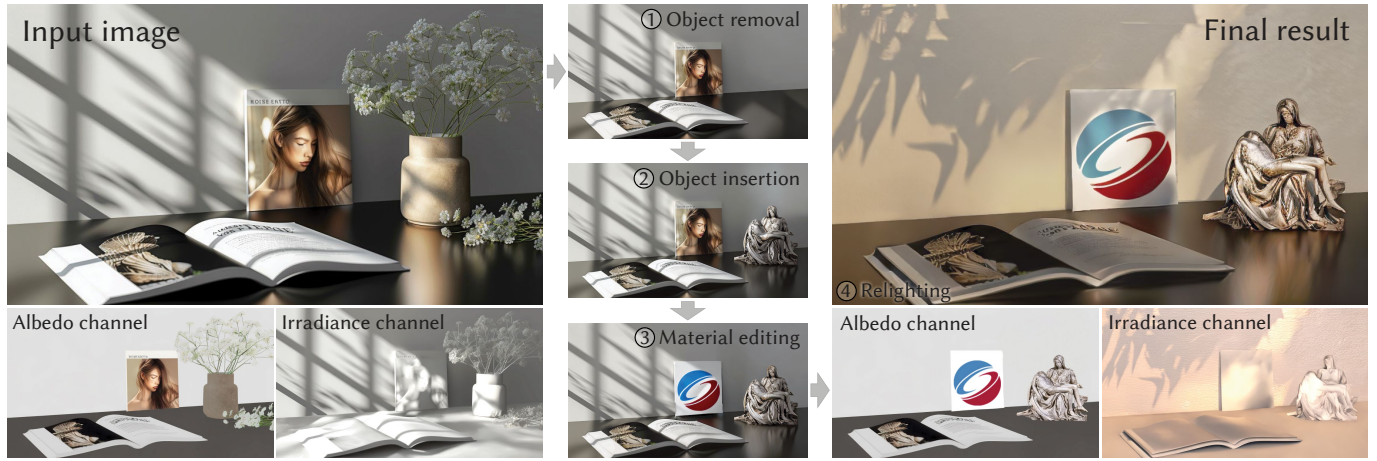 Input image
① Object removal
Final result
② Object insertion
④ Relighting
Albedo channel
Irradiance channel
③ Material editing
Albedo channel
Irradiance channel